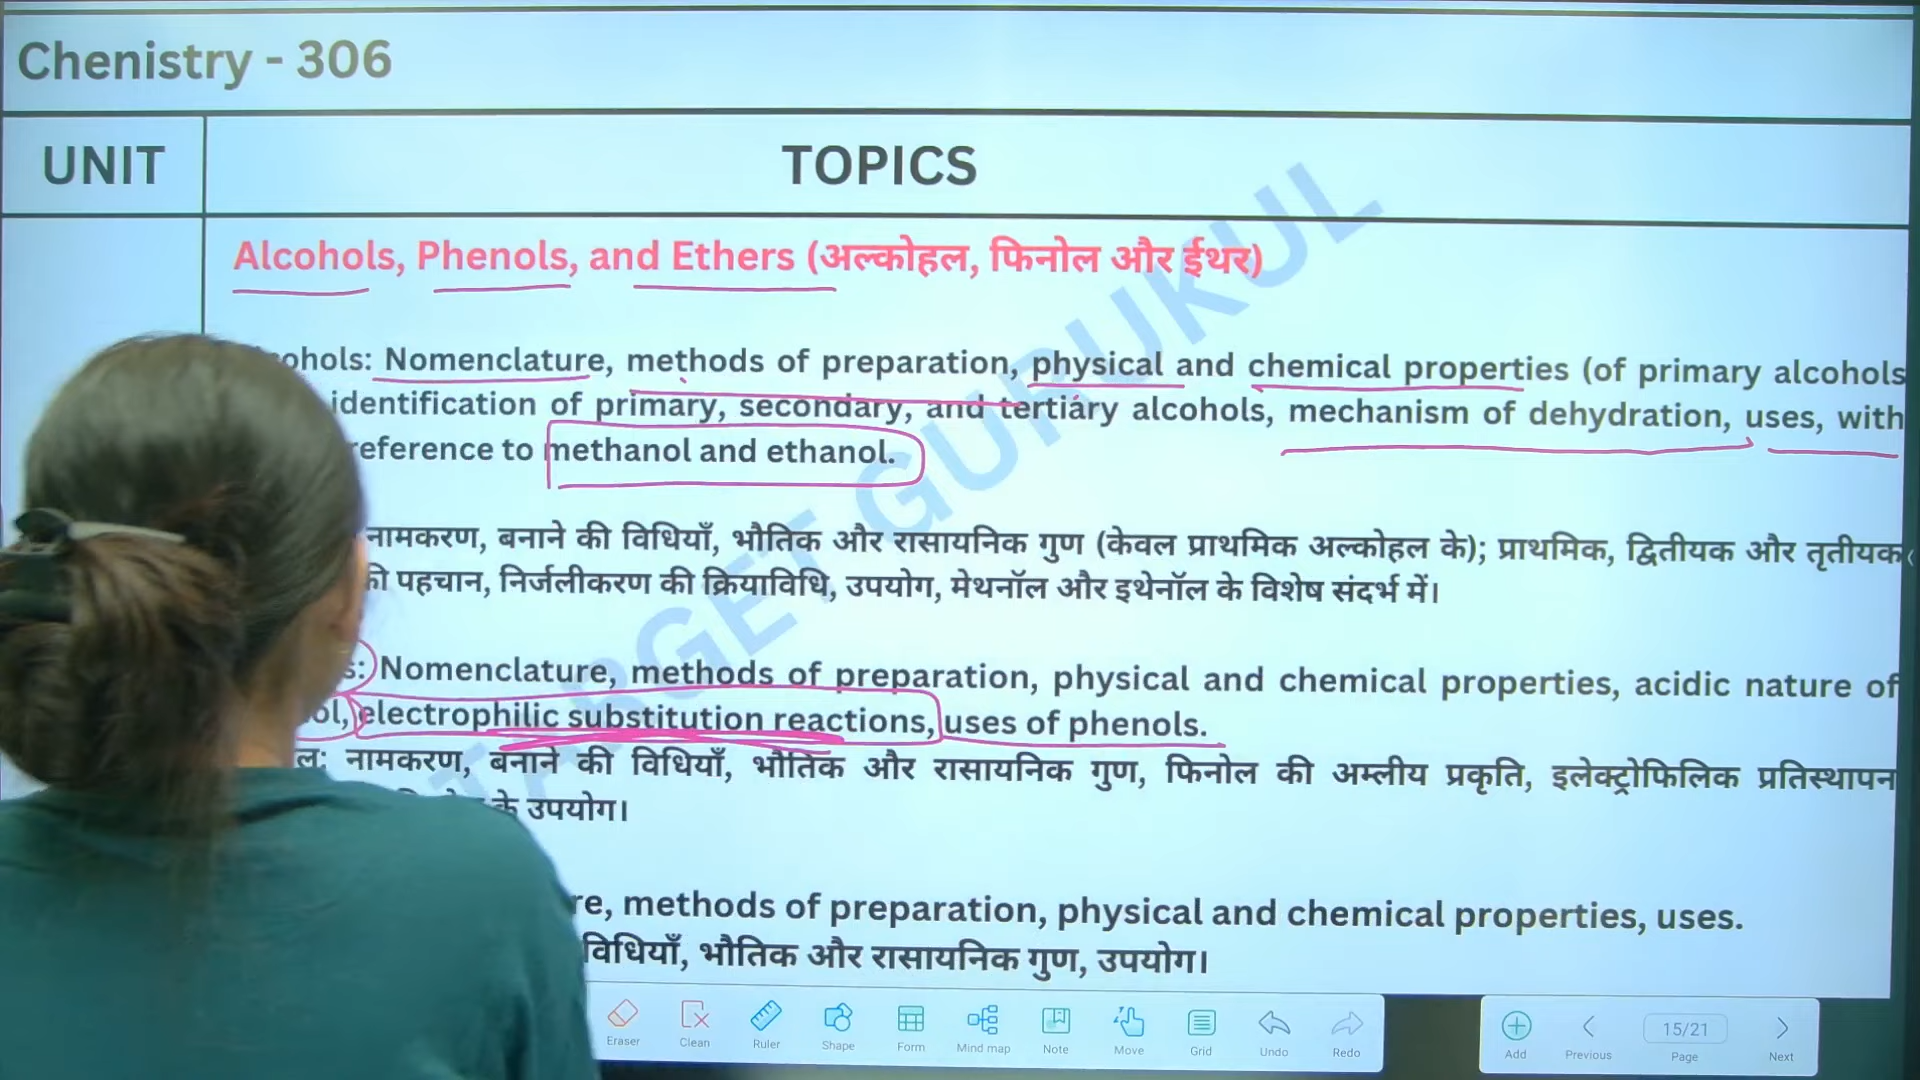 Chenistry - 306
UNIT
TOPICS
Alcohols, Phenols, and Ethers (अल्कोहल, फिनोल और ईथर)
ohols: Nomenclature, methods of preparation, physical and chemical properties (of primary alcohols
identification of primary, secondary, and tertiary alcohols, mechanism of dehydration, uses, with
reference to methanol and ethanol.
नामकरण, बनाने की विधियाँ, भौतिक और रासायनिक गुण (केवल प्राथमिक अल्कोहल के); प्राथमिक, द्वितीयक और तृतीयक
की पहचान, निर्जलीकरण की क्रियाविधि, उपयोग, मेथनॉल और इथेनॉल के विशेष संदर्भ में।
s: Nomenclature, methods of preparation, physical and chemical properties, acidic nature of
ol, electrophilic substitution reactions, uses of phenols.
ल: नामकरण, बनाने की विधियाँ, भौतिक और रासायनिक गुण, फिनोल की अम्लीय प्रकृति, इलेक्ट्रोफिलिक प्रतिस्थापन
के उपयोग।
re, methods of preparation, physical and chemical properties, uses.
विधियाँ, भौतिक और रासायनिक गुण, उपयोग।
TARGET GURUKUL
Eraser
Clean
Ruler
Shape
Form
Mind map
Note
Move
Grid
Undo
Redo
Add
Previous
15/21
Page
Next